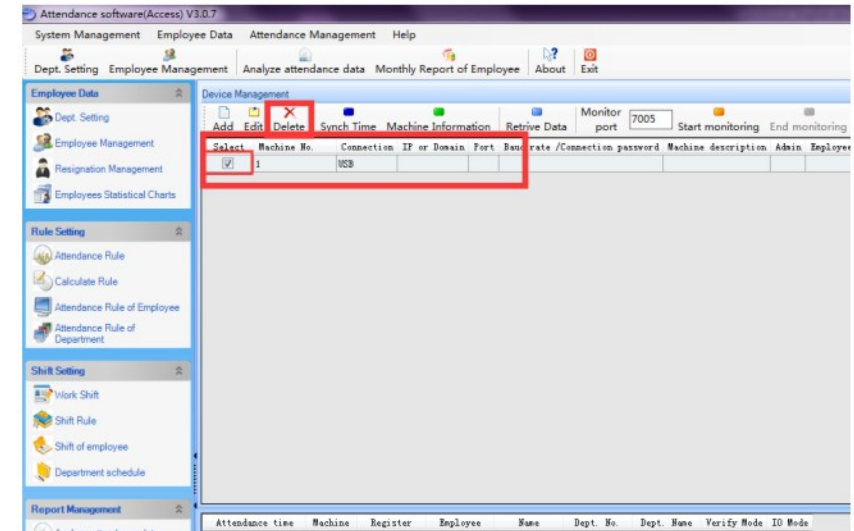 Attendance software(Access) V3.0.7
System Management Employee Data Attendance Management Help
Dept. Setting Employee Management Analyze attendance data Monthly Report of Employee About Exit
Employee Data
Dept. Setting
Employee Management
Resignation Management
Employees Statistical Charts
Rule Setting
Attendance Rule
Calculate Rule
Attendance Rule of Employee
Attendance Rule of
Department
Shift Setting
Work Shift
Shift Rule
Shift of employee
Department schedule
Report Management
Device Management
Add Edit Delete Synch Time Machine Information Retrive Data Monitor port 7005 Start monitoring End monitoring
Select Machine No. Connection IP or Domain Port Baud rate /Connection password Machine description Admin Employee
1 USB
Attendance time Machine Register Employee Name Dept. No. Dept. Name Verify Mode IO Mode